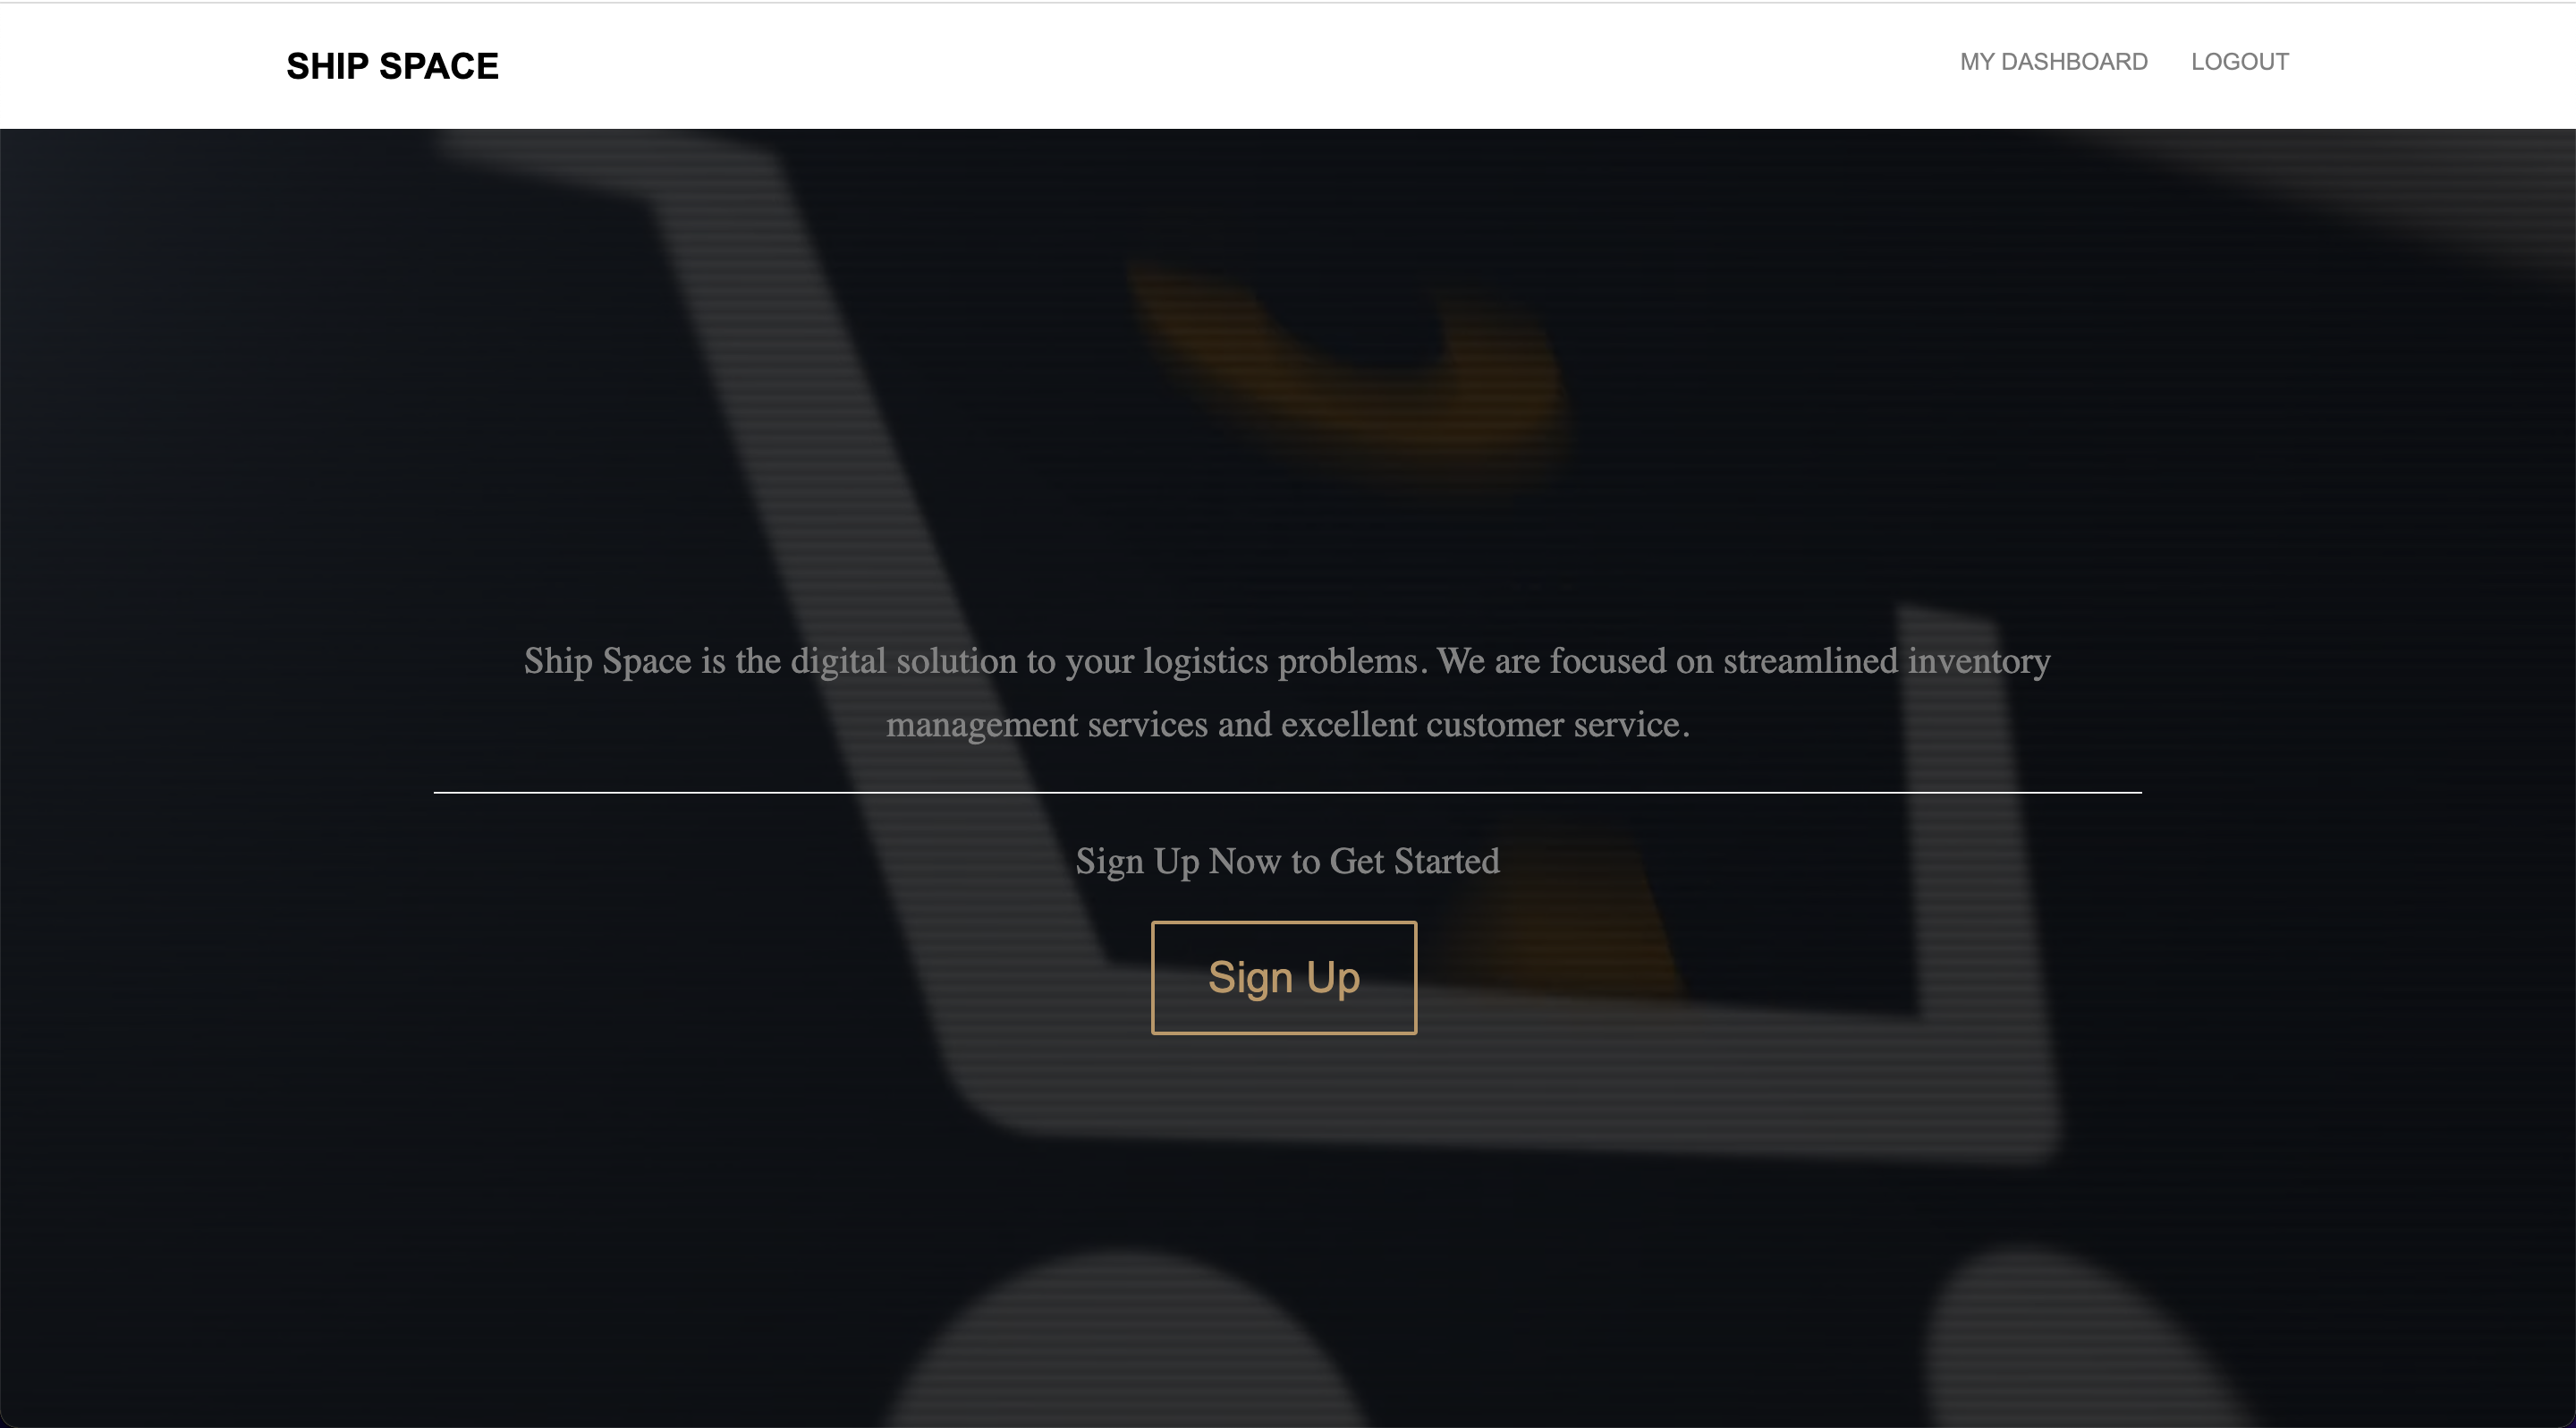 SHIP SPACE
MY DASHBOARD LOGOUT
Ship Space is the digital solution to your logistics problems. We are focused on streamlined inventory
management services and excellent customer service.
Sign Up Now to Get Started
Sign Up